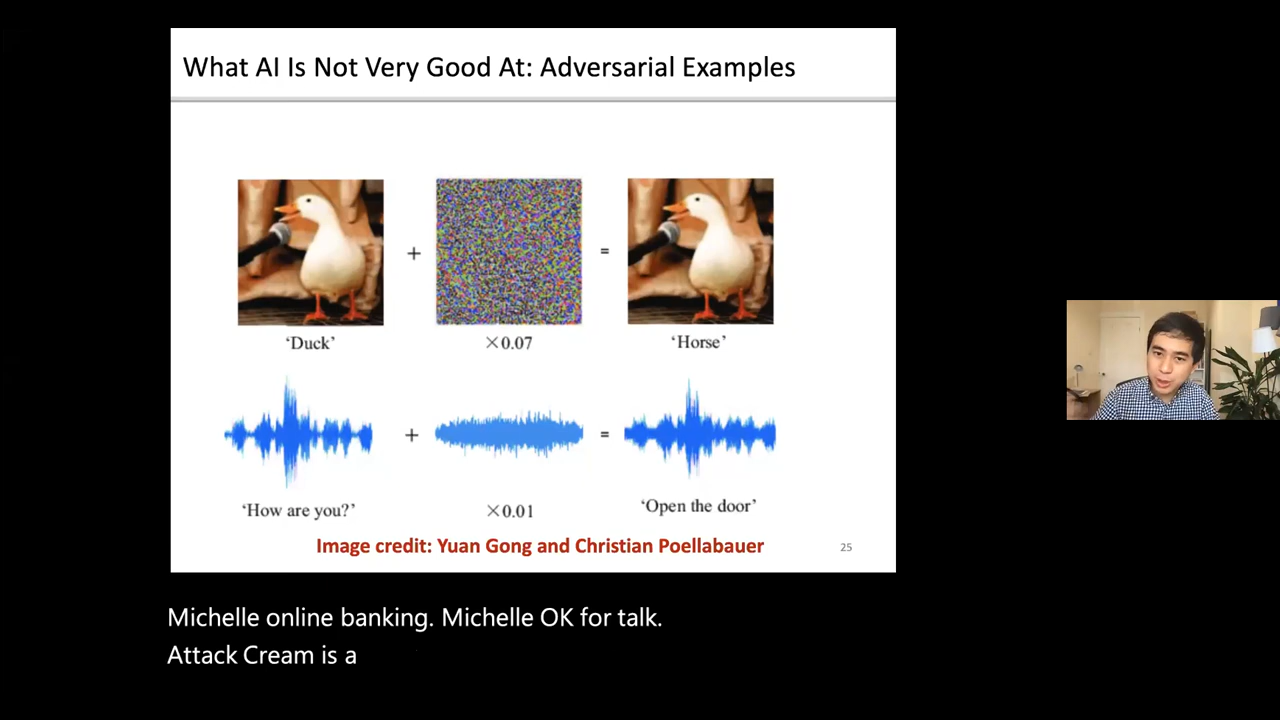 What AI Is Not Very Good At: Adversarial Examples
+ =
‘Duck’ ×0.07 ‘Horse’
+ =
‘How are you?’ ×0.01 ‘Open the door’
Image credit: Yuan Gong and Christian Poellabauer 25
Michelle online banking. Michelle OK for talk.
Attack Cream is a